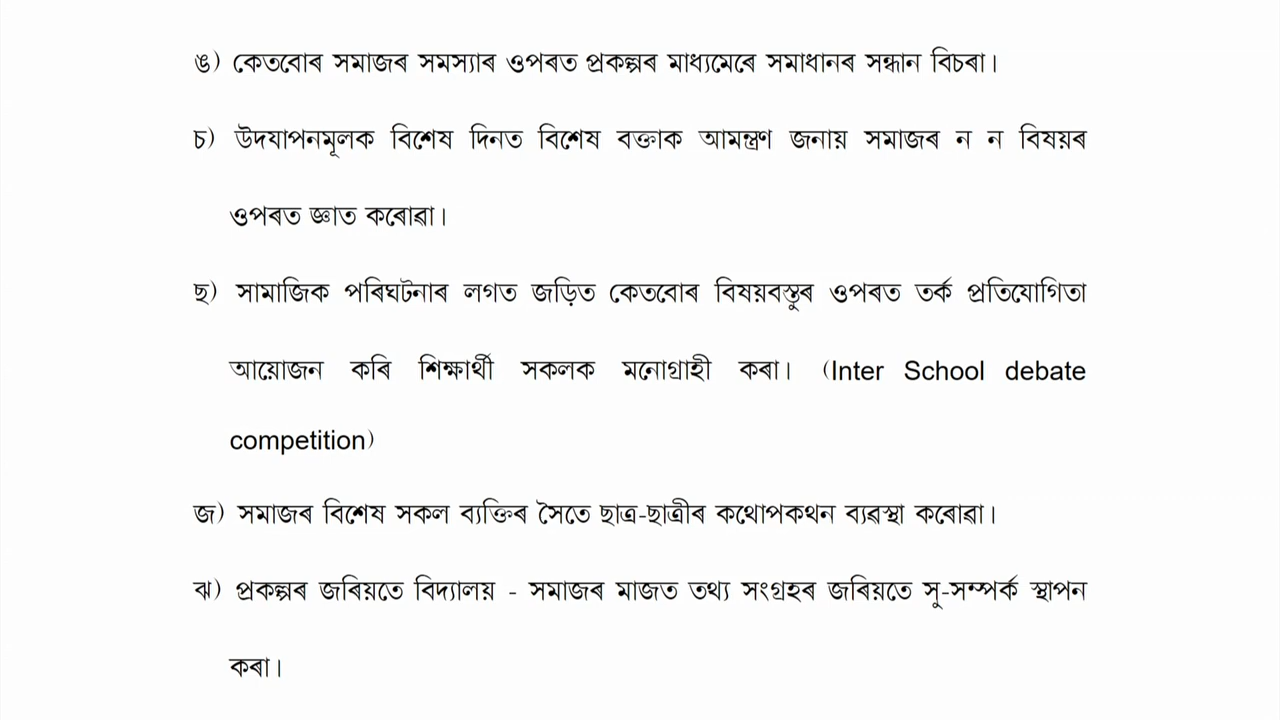 ঙ) কেতবোৰ সমাজৰ সমস্যাৰ ওপৰত প্ৰকল্পৰ মাধ্যমেৰে সমাধানৰ সন্ধান বিচৰা।
চ) উদযাপনমূলক বিশেষ দিনত বিশেষ বক্তাক আমন্ত্ৰণ জনায় সমাজৰ ন ন বিষয়ৰ
ওপৰত জ্ঞাত কৰোৱা।
ছ) সামাজিক পৰিঘটনাৰ লগত জড়িত কেতবোৰ বিষয়বস্তুৰ ওপৰত তৰ্ক প্ৰতিযোগিতা
আয়োজন কৰি শিক্ষাৰ্থী সকলক মনোগ্ৰাহী কৰা। (Inter School debate
competition)
জ) সমাজৰ বিশেষ সকল ব্যক্তিৰ সৈতে ছাত্ৰ-ছাত্ৰীৰ কথোপকথন ব্যৱস্থা কৰোৱা।
ঝ) প্ৰকল্পৰ জৰিয়তে বিদ্যালয় - সমাজৰ মাজত তথ্য সংগ্ৰহৰ জৰিয়তে সু-সম্পৰ্ক স্থাপন
কৰা।